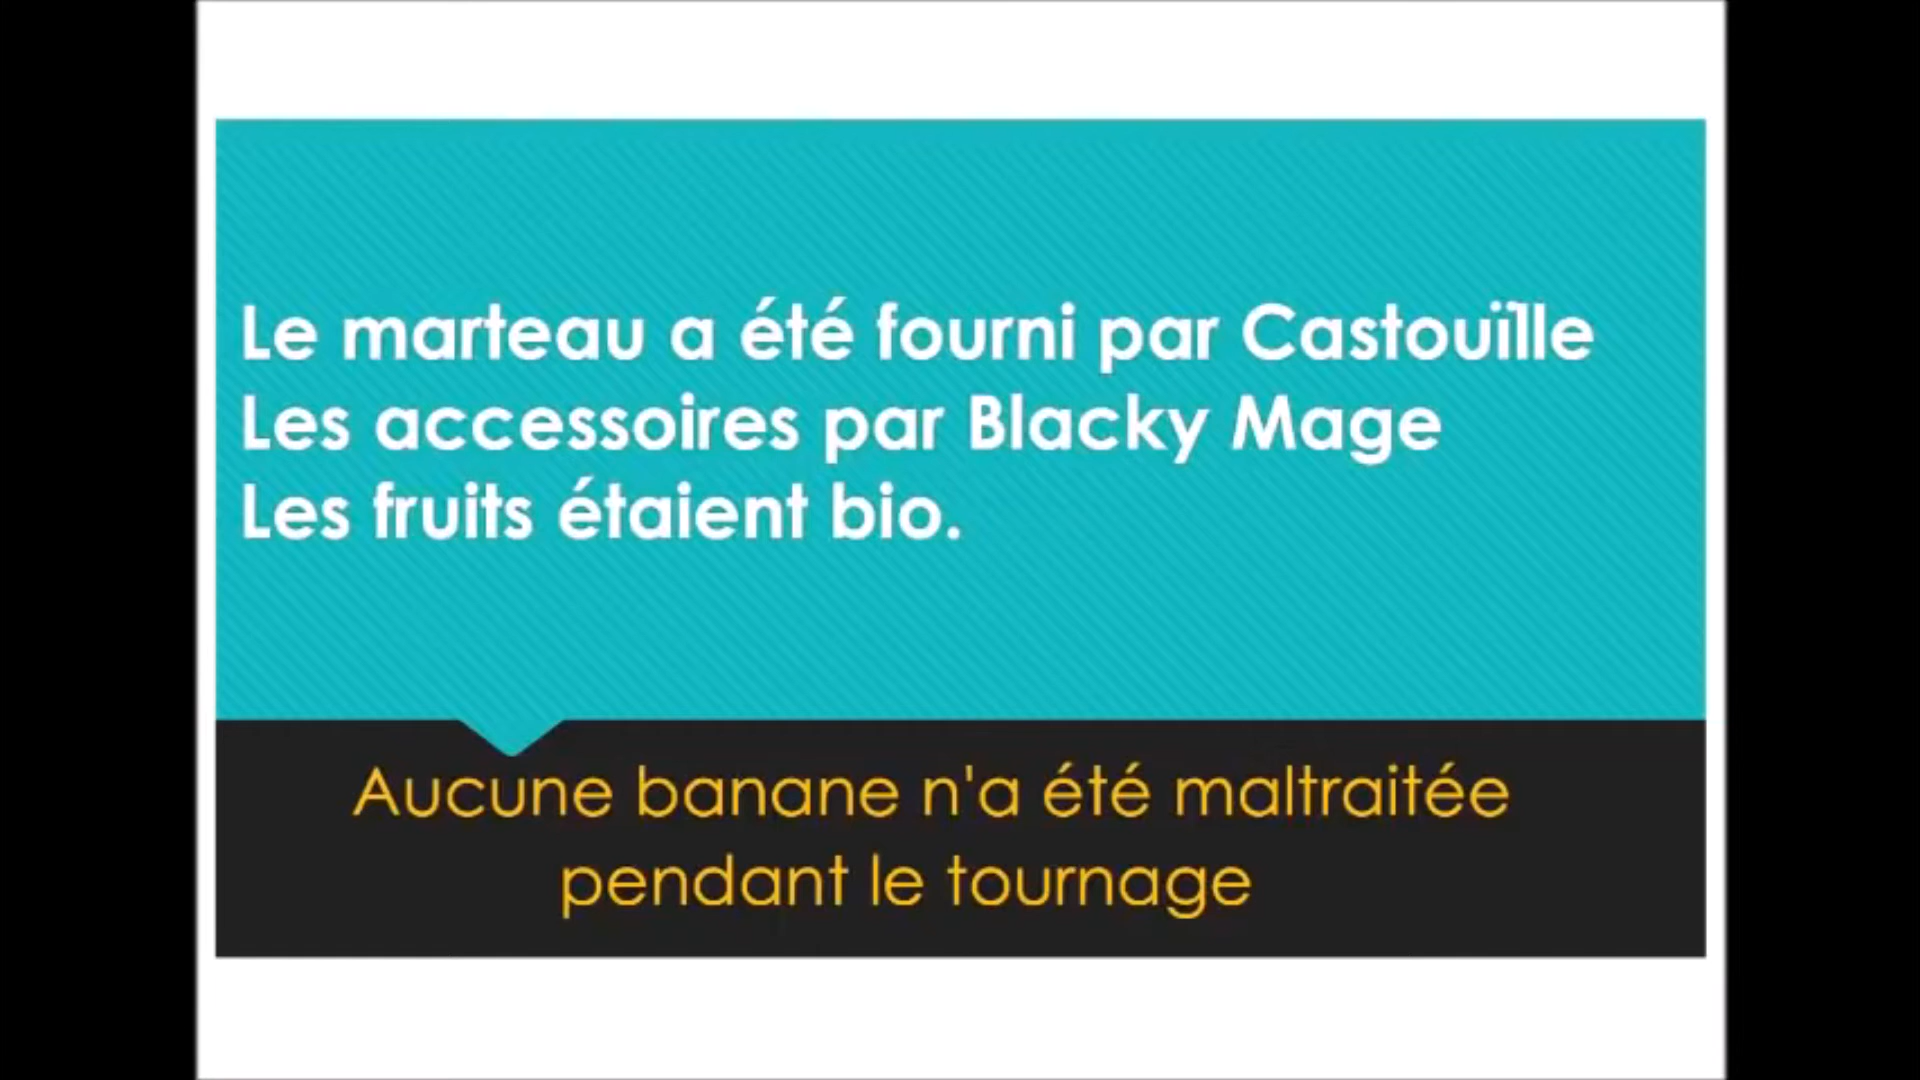 Le marteau a été fourni par Castouïlle
Les accessoires par Blacky Mage
Les fruits étaient bio.
Aucune banane n'a été maltraitée
pendant le tournage